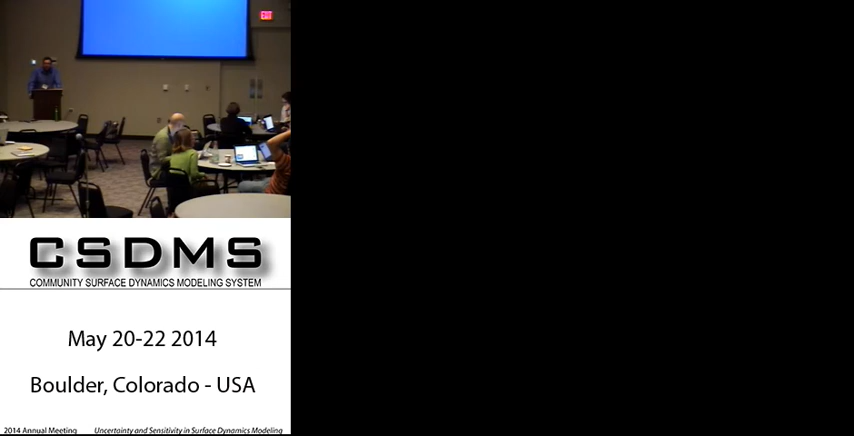 EXIT
CSDMS
COMMUNITY SURFACE DYNAMICS MODELING SYSTEM
May 20-22 2014
Boulder, Colorado - USA
2014 Annual Meeting Uncertainty and Sensitivity in Surface Dynamics Modeling